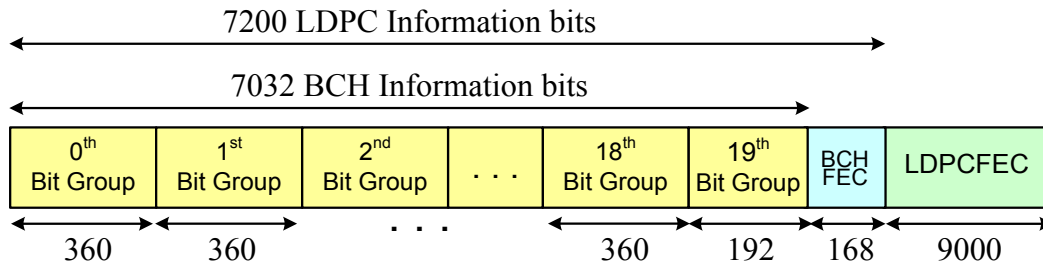 7200 LDPC Information bits
7032 BCH Information bits
0th Bit Group
1st Bit Group
2nd Bit Group
. . .
18th Bit Group
19th Bit Group
BCH FEC
LDPCFEC
360
360
. . .
360
192
168
9000